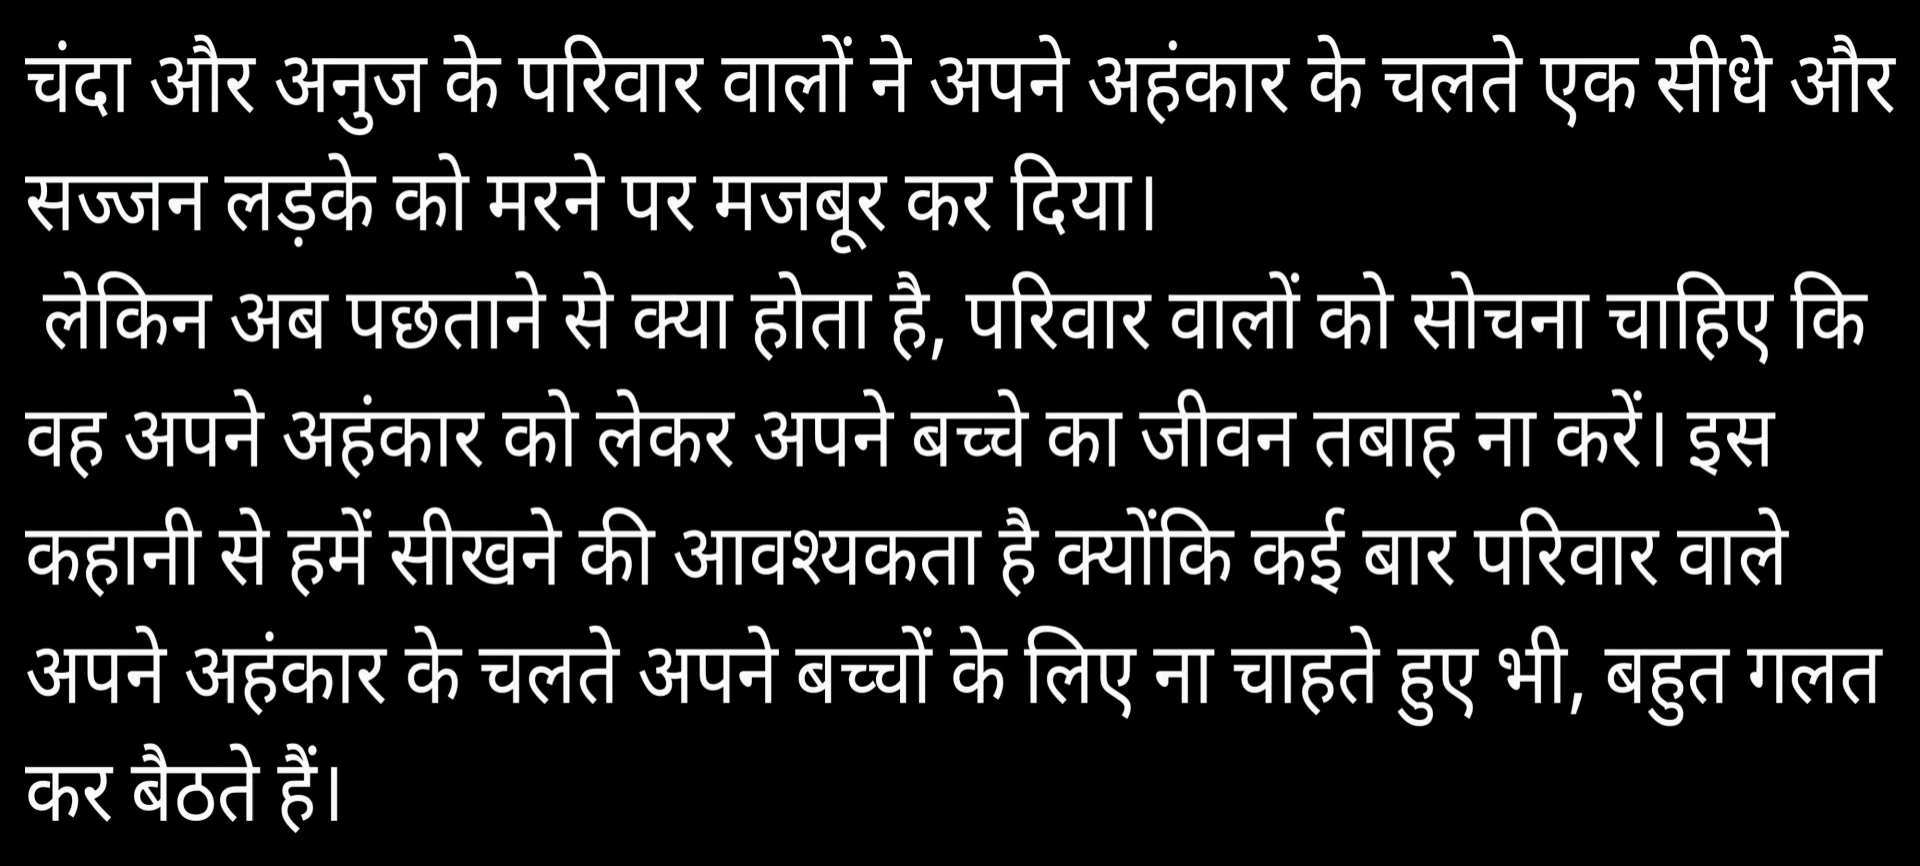 चंदा और अनुज के परिवार वालों ने अपने अहंकार के चलते एक सीधे और
सज्जन लड़के को मरने पर मजबूर कर दिया।
लेकिन अब पछताने से क्या होता है, परिवार वालों को सोचना चाहिए कि
वह अपने अहंकार को लेकर अपने बच्चे का जीवन तबाह ना करें। इस
कहानी से हमें सीखने की आवश्यकता है क्योंकि कई बार परिवार वाले
अपने अहंकार के चलते अपने बच्चों के लिए ना चाहते हुए भी, बहुत गलत
कर बैठते हैं।